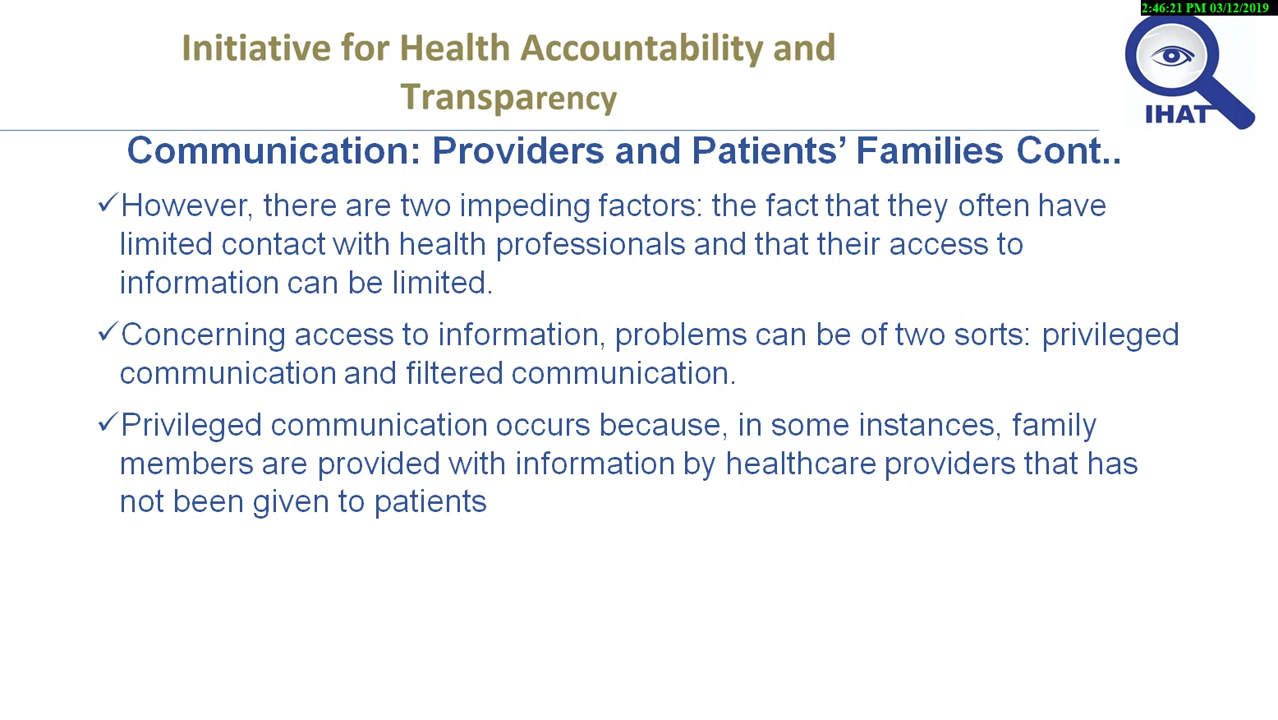 2:46:21 PM 03/12/2019
Initiative for Health Accountability and
Transparency
IHAT
Communication: Providers and Patients’ Families Cont..
✓However, there are two impeding factors: the fact that they often have
limited contact with health professionals and that their access to
information can be limited.
✓Concerning access to information, problems can be of two sorts: privileged
communication and filtered communication.
✓Privileged communication occurs because, in some instances, family
members are provided with information by healthcare providers that has
not been given to patients